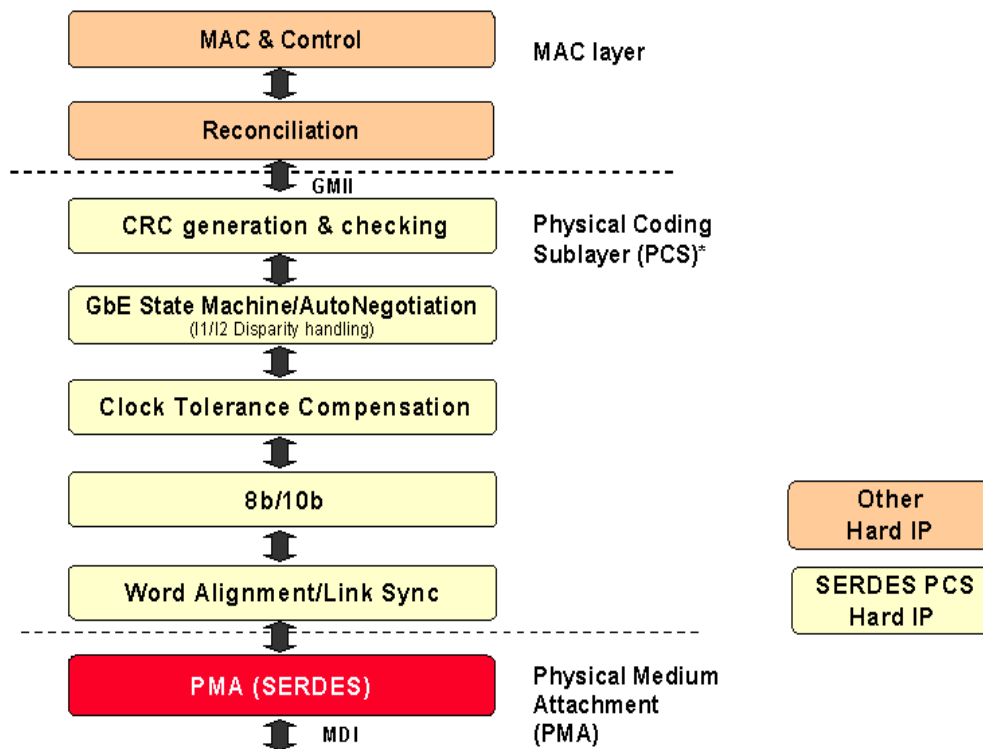 MAC & Control
MAC layer
Reconciliation
GMII
CRC generation & checking
Physical Coding
Sublayer (PCS)*
GbE State Machine/AutoNegotiation
(I1/I2 Disparity handling)
Clock Tolerance Compensation
8b/10b
Other
Hard IP
Word Alignment/Link Sync
SERDES PCS
Hard IP
PMA (SERDES)
Physical Medium
Attachment
(PMA)
MDI